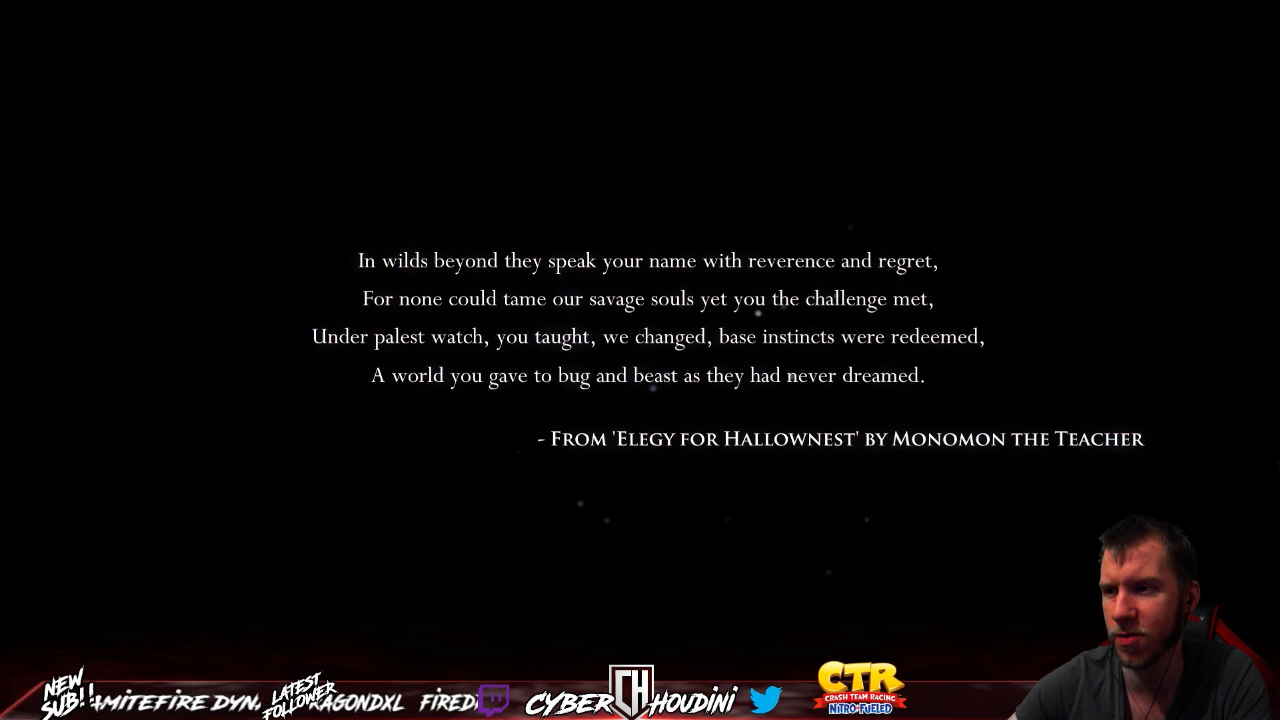 In wilds beyond they speak your name with reverence and regret,
For none could tame our savage souls yet you the challenge met,
Under palest watch, you taught, we changed, base instincts were redeemed,
A world you gave to bug and beast as they had never dreamed.
- From 'Elegy for Hallownest' by Monomon the Teacher
NEW SUB!!
LATEST FOLLOWER
CYBER CH HOUDINI
CTR
CRASH TEAM RACING
NITRO-FUELED